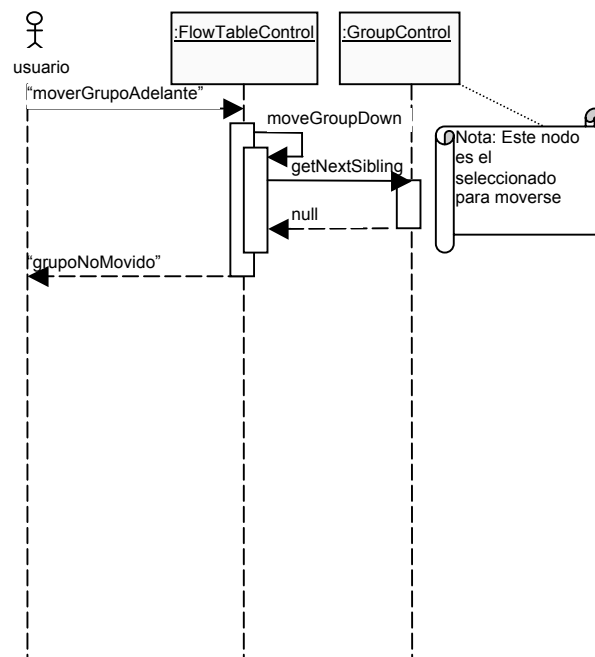 :FlowTableControl
:GroupControl
usuario
“moverGrupoAdelante”
moveGroupDown
getNextSibling
Nota: Este nodo
es el
seleccionado
para moverse
null
“grupoNoMovido”